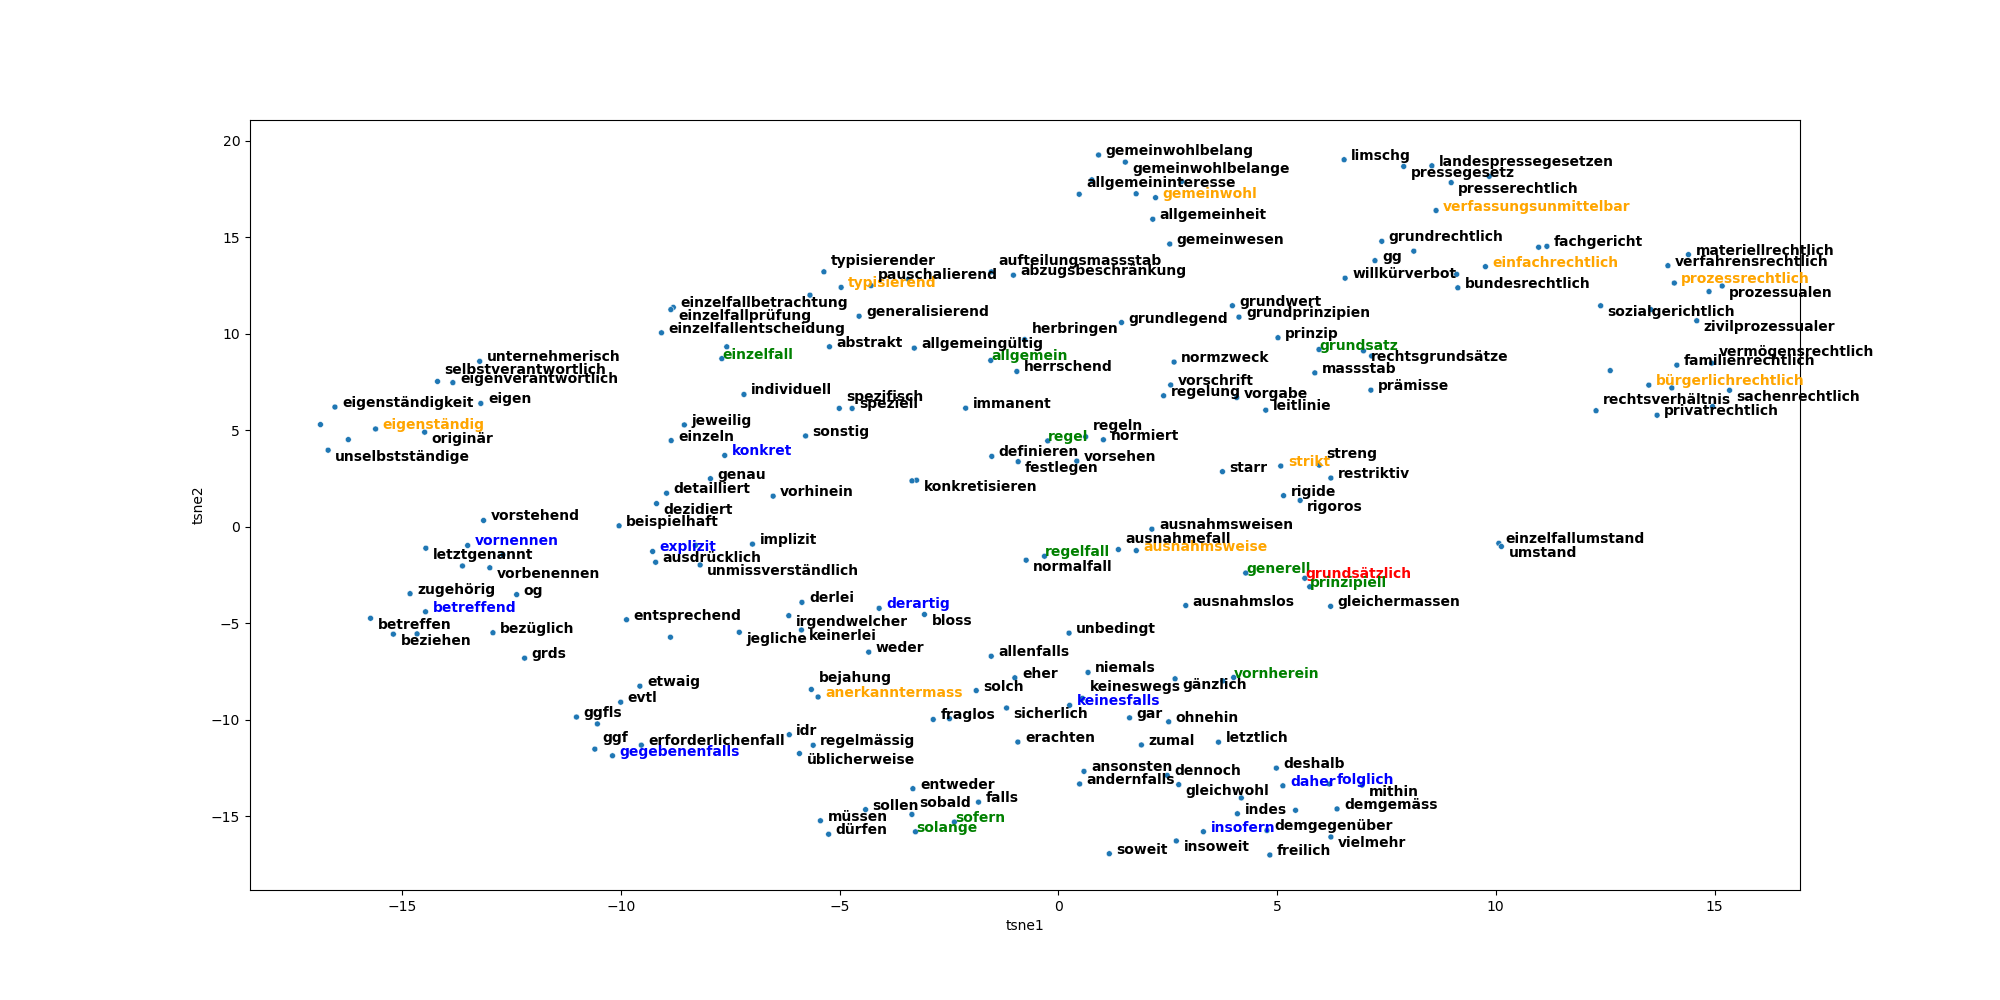 20
15
10
5
0
−5
−10
−15
tsne2
−15
−10
−5
0
5
10
15
tsne1
gemeinwohlbelang
gemeinwohlbelange
allgemeininteresse
gemeinwohl
allgemeinheit
gemeinwesen
limschg
landespressegesetzen
pressegesetz
presserechtlich
verfassungsunmittelbar
grundrechtlich
fachgericht
gg
einfachrechtlich
willkürverbot
bundesrechtlich
materiellrechtlich
verfahrensrechtlich
prozessrechtlich
prozessualen
sozialgerichtlich
zivilprozessualer
vermögensrechtlich
familienrechtlich
bürgerlichrechtlich
sachenrechtlich
rechtsverhältnis
privatrechtlich
typisierender
pauschalierend
typisierend
aufteilungsmassstab
abzugsbeschränkung
einzelfallbetrachtung
einzelfallprüfung
einzelfallentscheidung
generalisierend
einzelfall
abstrakt
allgemeingültig
herbringen
grundlegend
allgemein
herrschend
grundwert
grundprinzipien
prinzip
grundsatz
rechtsgrundsätze
normzweck
massstab
vorschrift
regelung
vorgabe
prämisse
leitlinie
unternehmerisch
selbstverantwortlich
eigenverantwortlich
eigen
eigenständigkeit
eigenständig
originär
unselbstständige
individuell
spezifisch
speziell
immanent
jeweilig
einzeln
sonstig
konkret
genau
detailliert
dezidiert
vorhinein
beispielhaft
regeln
regel
normiert
definieren
vorsehen
festlegen
konkretisieren
starr
strikt
streng
restriktiv
rigide
rigoros
vorstehend
vornennen
letztgenannt
vorbenennen
explizit
ausdrücklich
implizit
unmissverständlich
zugehörig
og
betreffend
betreffen
beziehen
bezüglich
grds
ausnahmsweisen
ausnahmefall
ausnahmsweise
regelfall
normalfall
generell
grundsätzlich
prinzipiell
ausnahmslos
gleichermassen
einzelfallumstand
umstand
derlei
derartig
entsprechend
irgendwelcher
bloss
jegliche
keinerlei
weder
unbedingt
allenfalls
eher
niemals
vornherein
solch
keineswegs
gänzlich
keinesfalls
etwaig
evtl
bejahung
anerkanntermass
fraglos
sicherlich
gar
ohnehin
ggfls
ggf
erforderlichenfall
gegebenenfalls
idr
regelmässig
üblicherweise
erachten
zumal
letztlich
ansonsten
andernfalls
dennoch
gleichwohl
deshalb
daher
folglich
mithin
entweder
sollen
sobald
falls
müssen
dürfen
sofern
solange
indes
demgemäss
insofern
demgegenüber
vielmehr
soweit
insoweit
freilich